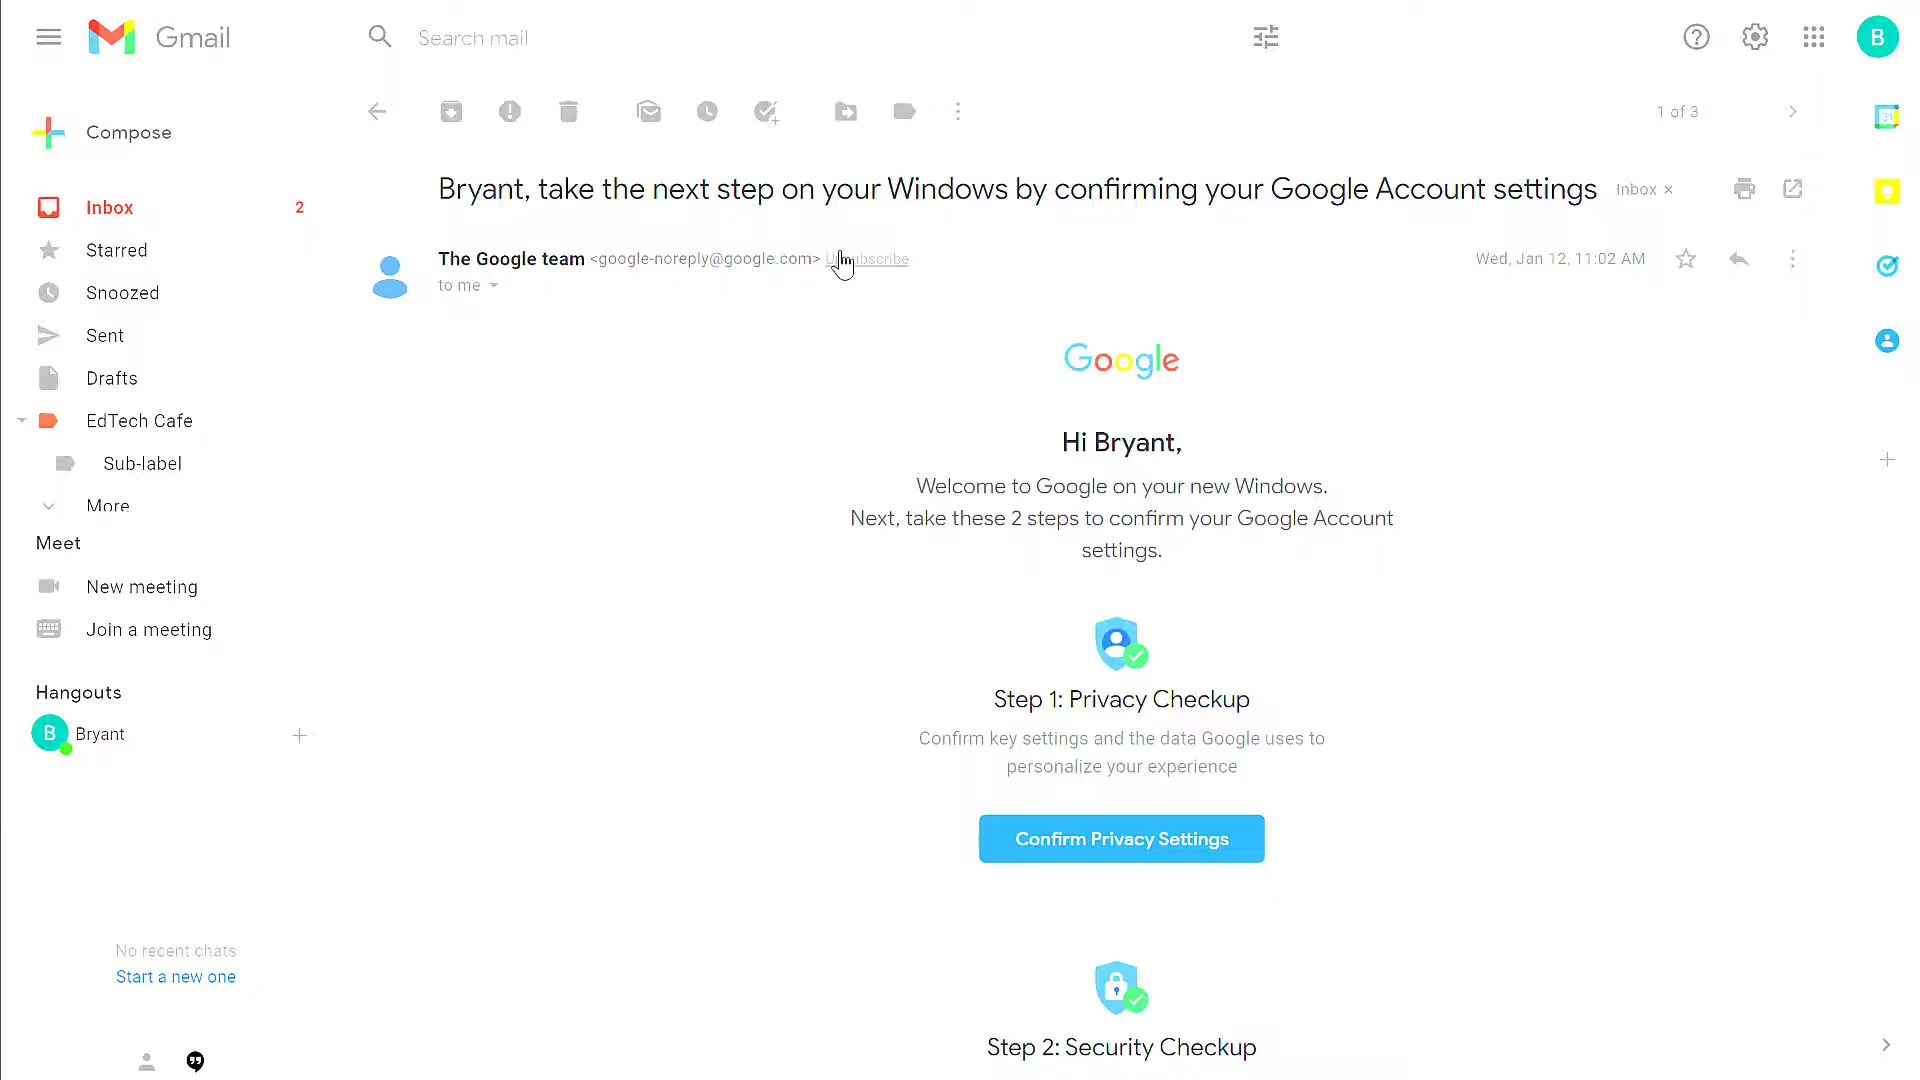 Gmail
Search mail
B
Compose
1 of 3
31
Bryant, take the next step on your Windows by confirming your Google Account settings
Inbox ×
Inbox 2
The Google team <google-noreply@google.com>
Wed, Jan 12, 11:02 AM
to me
Starred
Snoozed
Sent
Drafts
EdTech Cafe
Sub-label
More
Meet
New meeting
Join a meeting
Hangouts
B
Bryant
No recent chats
Start a new one
Google
Hi Bryant,
Welcome to Google on your new Windows.
Next, take these 2 steps to confirm your Google Account
settings.
Step 1: Privacy Checkup
Confirm key settings and the data Google uses to
personalize your experience
Confirm Privacy Settings
Step 2: Security Checkup